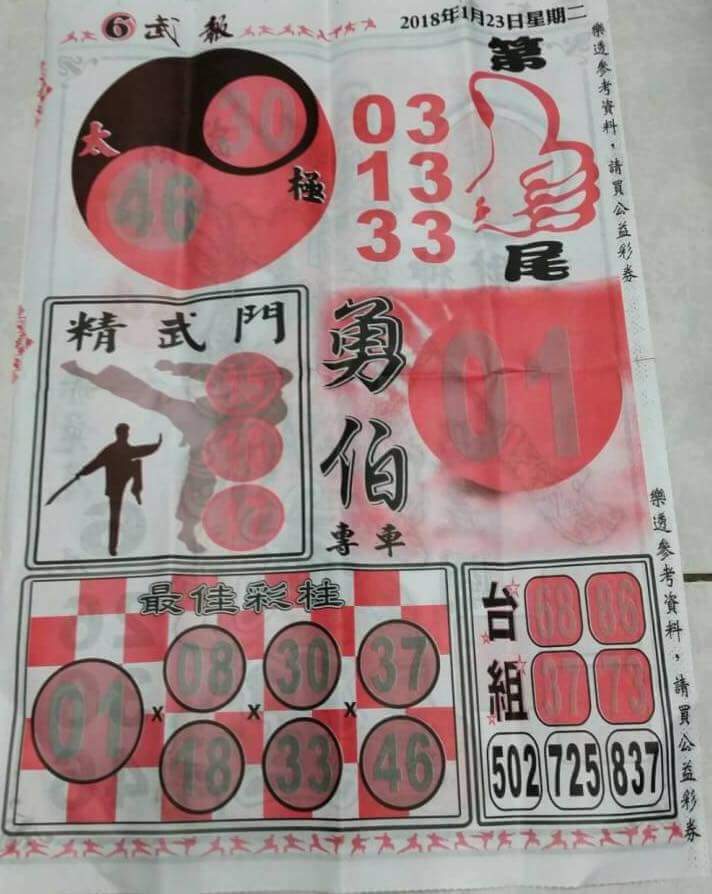 6 武報
2018年1月23日星期二
太極
30
46
第尾
03
13
33
樂透參考資料，請買公益彩券
精武門
勇伯
專車
01
樂透參考資料，請買公益彩券
最佳彩柱
01 x 08 18 x 30 33 x 37 46
台組
68 86
37 73
502 725 837